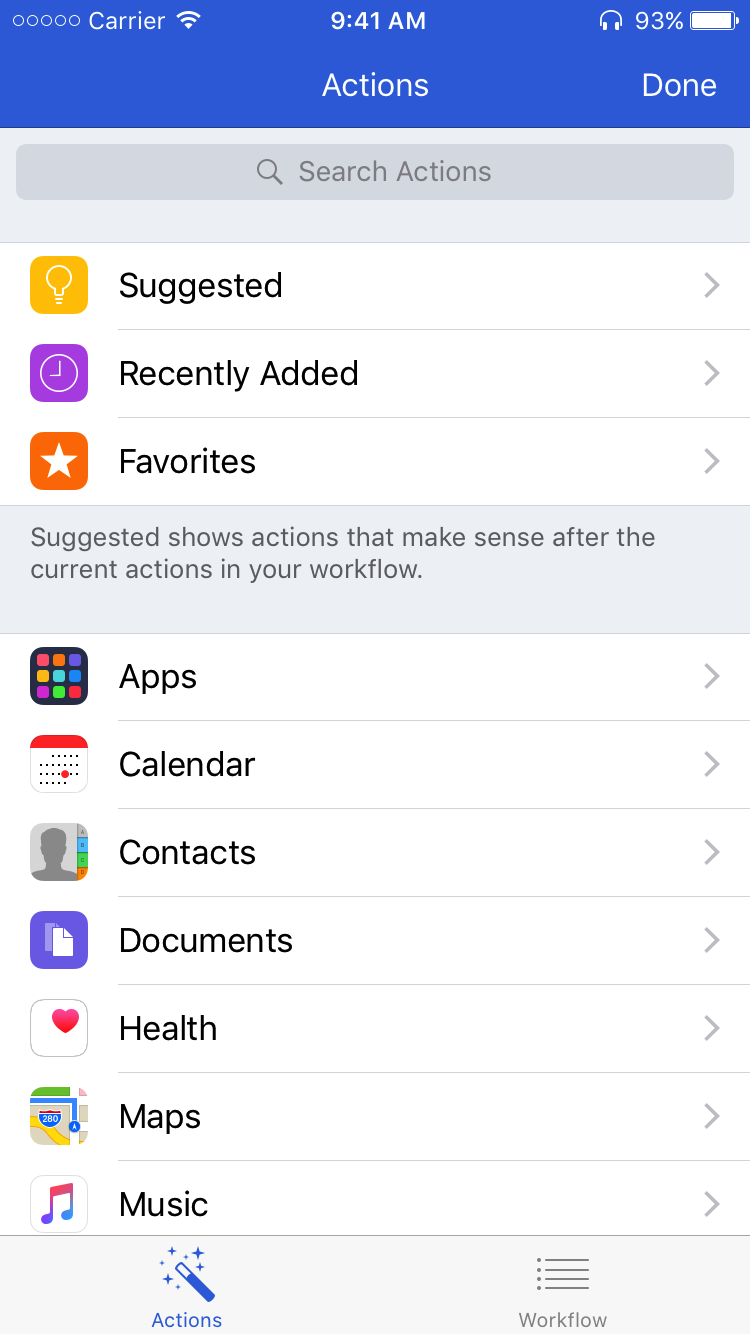 Carrier 9:41 AM 93%
Actions Done
Search Actions
Suggested
Recently Added
Favorites
Suggested shows actions that make sense after the
current actions in your workflow.
Apps
Calendar
Contacts
Documents
Health
280
Maps
Music
Actions Workflow